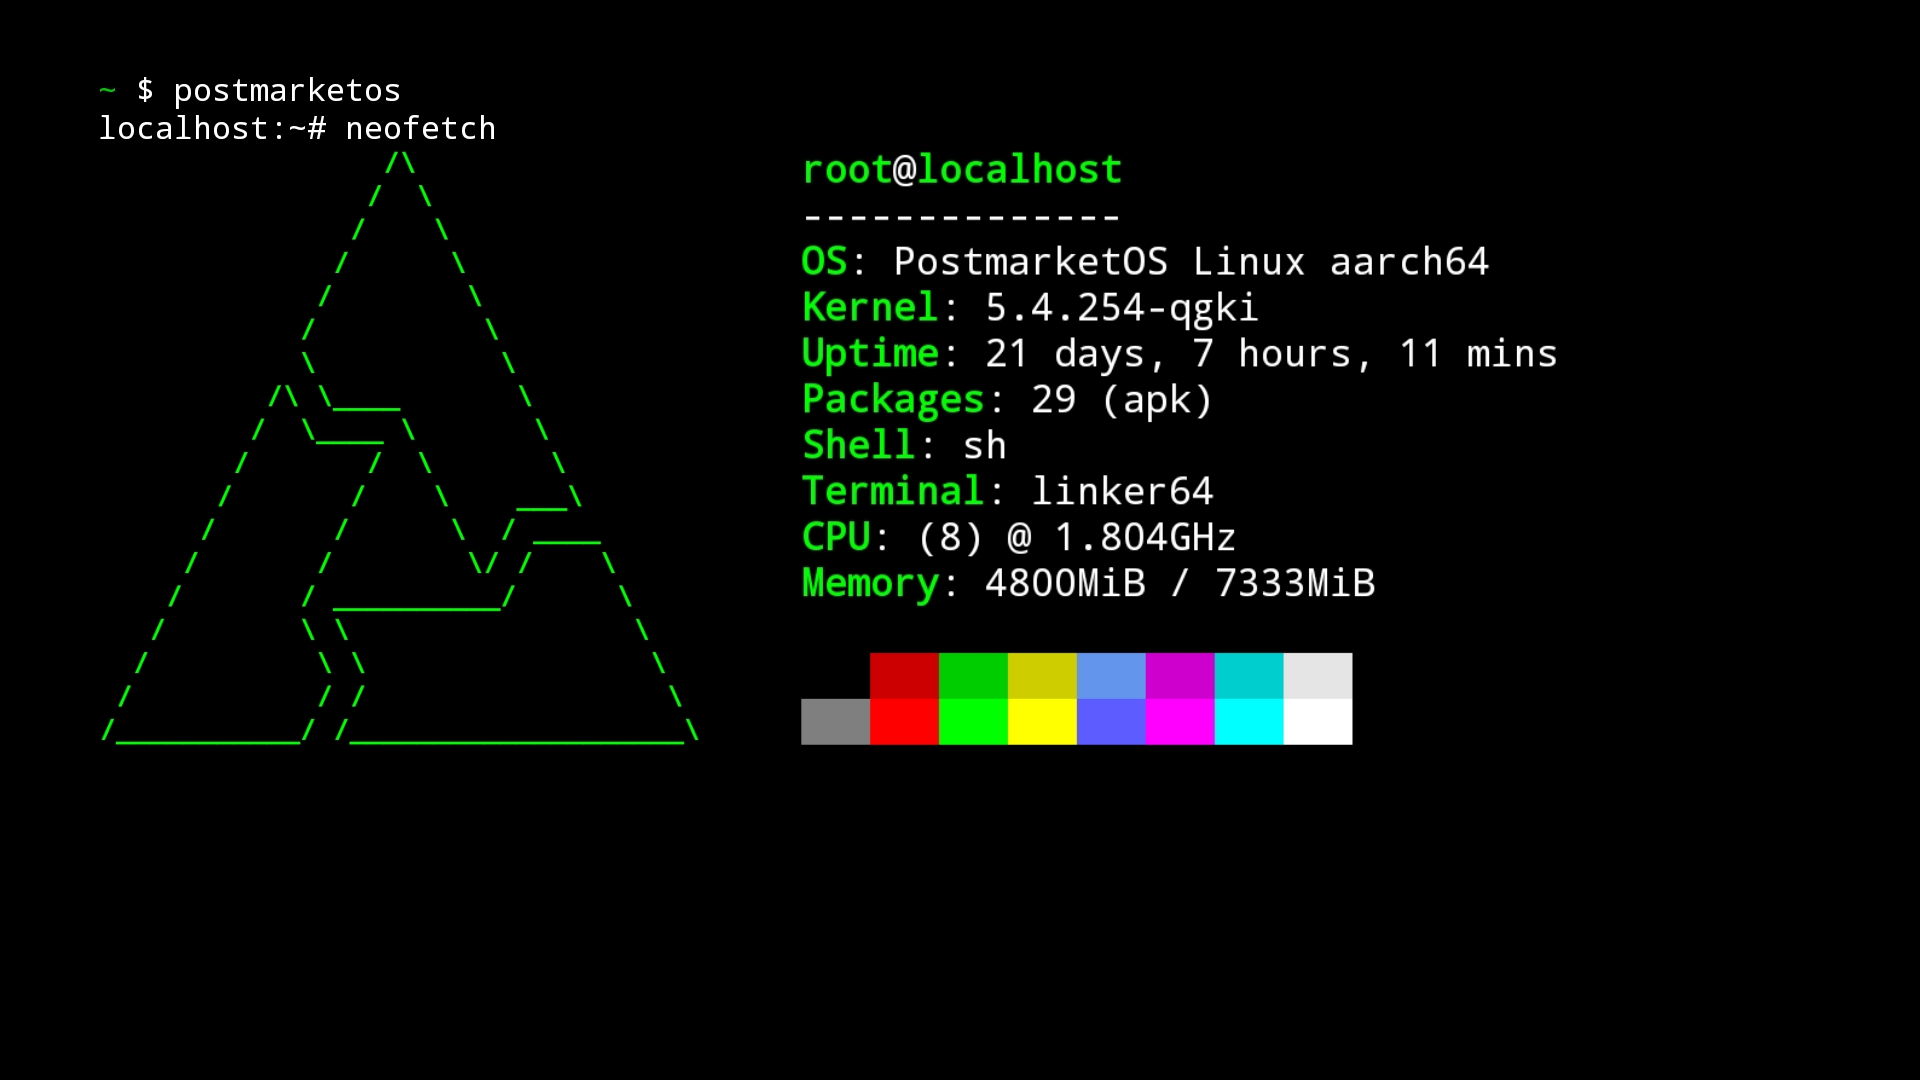 ~ $ postmarketos
localhost:~# neofetch
root@localhost
--------------
OS: PostmarketOS Linux aarch64
Kernel: 5.4.254-qgki
Uptime: 21 days, 7 hours, 11 mins
Packages: 29 (apk)
Shell: sh
Terminal: linker64
CPU: (8) @ 1.804GHz
Memory: 4800MiB / 7333MiB